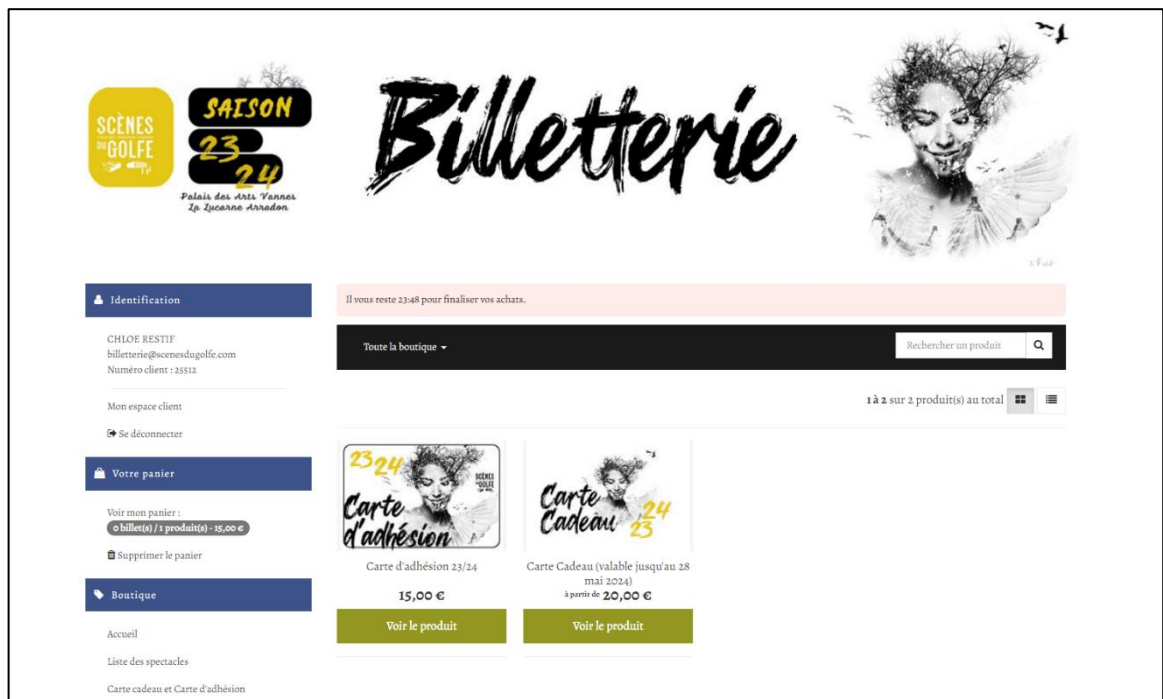 SCÈNES
DU GOLFE
SAISON
23
24
Palais des Arts Vannes
La Lucarne Arradon
Billetterie
Identification
CHLOE RESTIF
billetterie@scenesdugolfe.com
Numéro client : 25512
Mon espace client
Se déconnecter
Votre panier
Voir mon panier :
0 billet(s) / 1 produit(s) - 15,00 €
Supprimer le panier
Boutique
Accueil
Liste des spectacles
Carte cadeau et Carte d'adhésion
Il vous reste 23:48 pour finaliser vos achats.
Toute la boutique
Rechercher un produit
1 à 2 sur 2 produit(s) au total
23 24
SCÈNES
DU GOLFE
Carte
d'adhésion
Carte d'adhésion 23/24
15,00 €
Voir le produit
Carte
Cadeau
24
23
Carte Cadeau (valable jusqu'au 28
mai 2024)
à partir de 20,00 €
Voir le produit